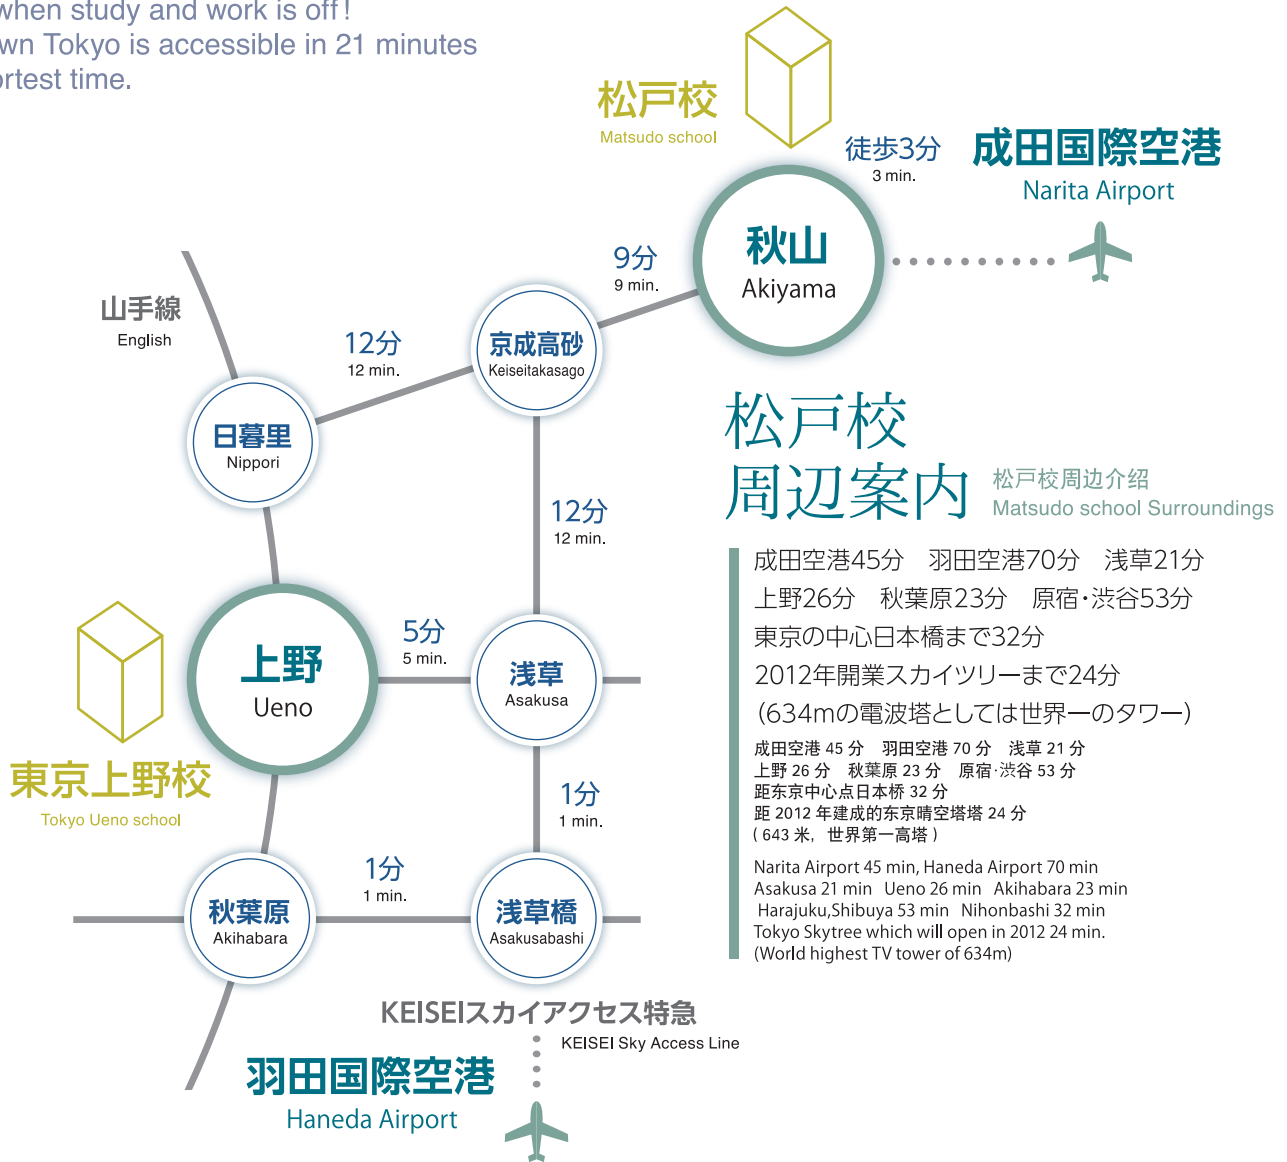 when study and work is off!
wn Tokyo is accessible in 21 minutes
ortest time.
松戸校
Matsudo school
徒歩3分
3 min.
成田国際空港
Narita Airport
秋山
Akiyama
9分
9 min.
山手線
English
12分
12 min.
京成高砂
Keiseitakasago
日暮里
Nippori
12分
12 min.
松戸校
周辺案内
松戸校周边介绍
Matsudo school Surroundings
成田空港45分 羽田空港70分 浅草21分
上野26分 秋葉原23分 原宿・渋谷53分
東京の中心日本橋まで32分
2012年開業スカイツリーまで24分
(634mの電波塔としては世界一のタワー)
成田空港 45 分 羽田空港 70 分 浅草 21 分
上野 26 分 秋葉原 23 分 原宿·渋谷 53 分
距东京中心点日本桥 32 分
距 2012 年建成的东京晴空塔塔 24 分
( 643 米, 世界第一高塔 )
Narita Airport 45 min, Haneda Airport 70 min
Asakusa 21 min Ueno 26 min Akihabara 23 min
Harajuku,Shibuya 53 min Nihonbashi 32 min
Tokyo Skytree which will open in 2012 24 min.
(World highest TV tower of 634m)
上野
Ueno
5分
5 min.
浅草
Asakusa
東京上野校
Tokyo Ueno school
1分
1 min.
1分
1 min.
秋葉原
Akihabara
浅草橋
Asakusabashi
KEISEIスカイアクセス特急
KEISEI Sky Access Line
羽田国際空港
Haneda Airport